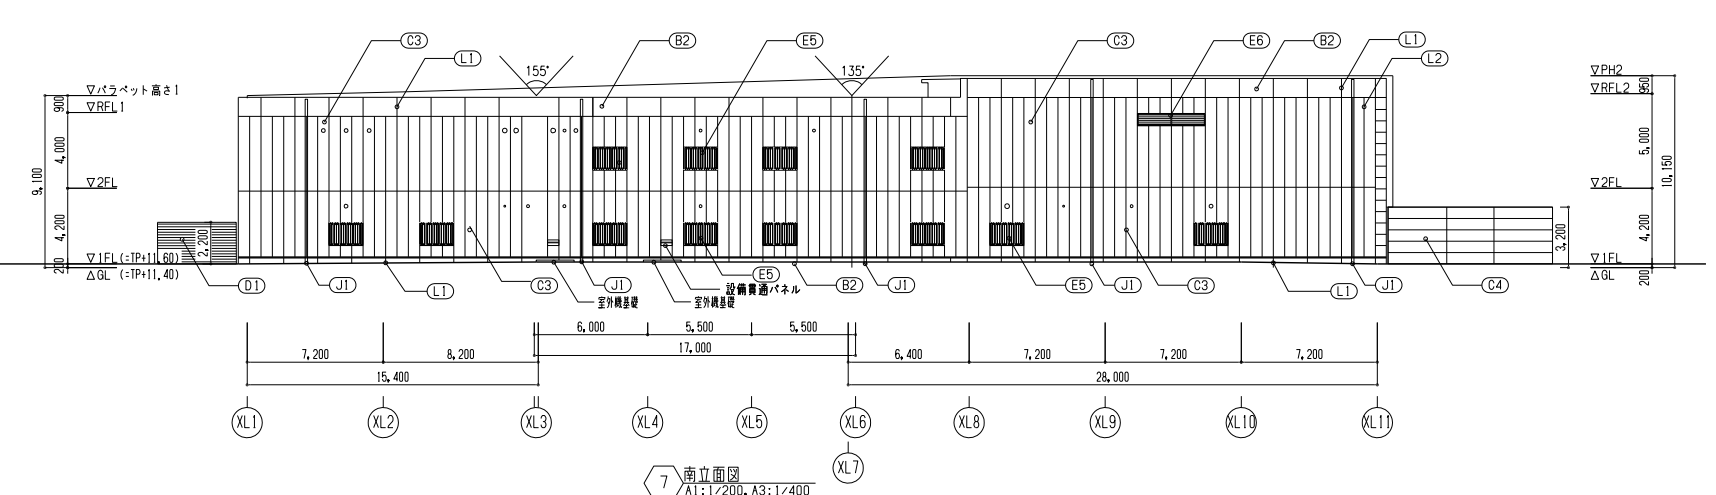 C3
L1
155°
B2
E5
135°
C3
E6
B2
L1
L2
▽パラペット高さ1
▽RFL1
▽2FL
▽1FL(=TP+11,60)
△GL (=TP+11,40)
900
4,000
4,200
200
9,100
2,200
▽PH2
▽RFL2
▽2FL
▽1FL
△GL
950
5,000
4,200
200
10,150
3,200
D1
J1
L1
C3
J1
室外機基礎
室外機基礎
設備貫通パネル
E5
B2
J1
E5
J1
C3
L1
J1
C4
6,000
5,500
5,500
7,200
8,200
17,000
6,400
7,200
7,200
7,200
15,400
28,000
XL1
XL2
XL3
XL4
XL5
XL6
XL8
XL9
XL10
XL11
XL7
7
南立面図
A1:1/200,A3:1/400